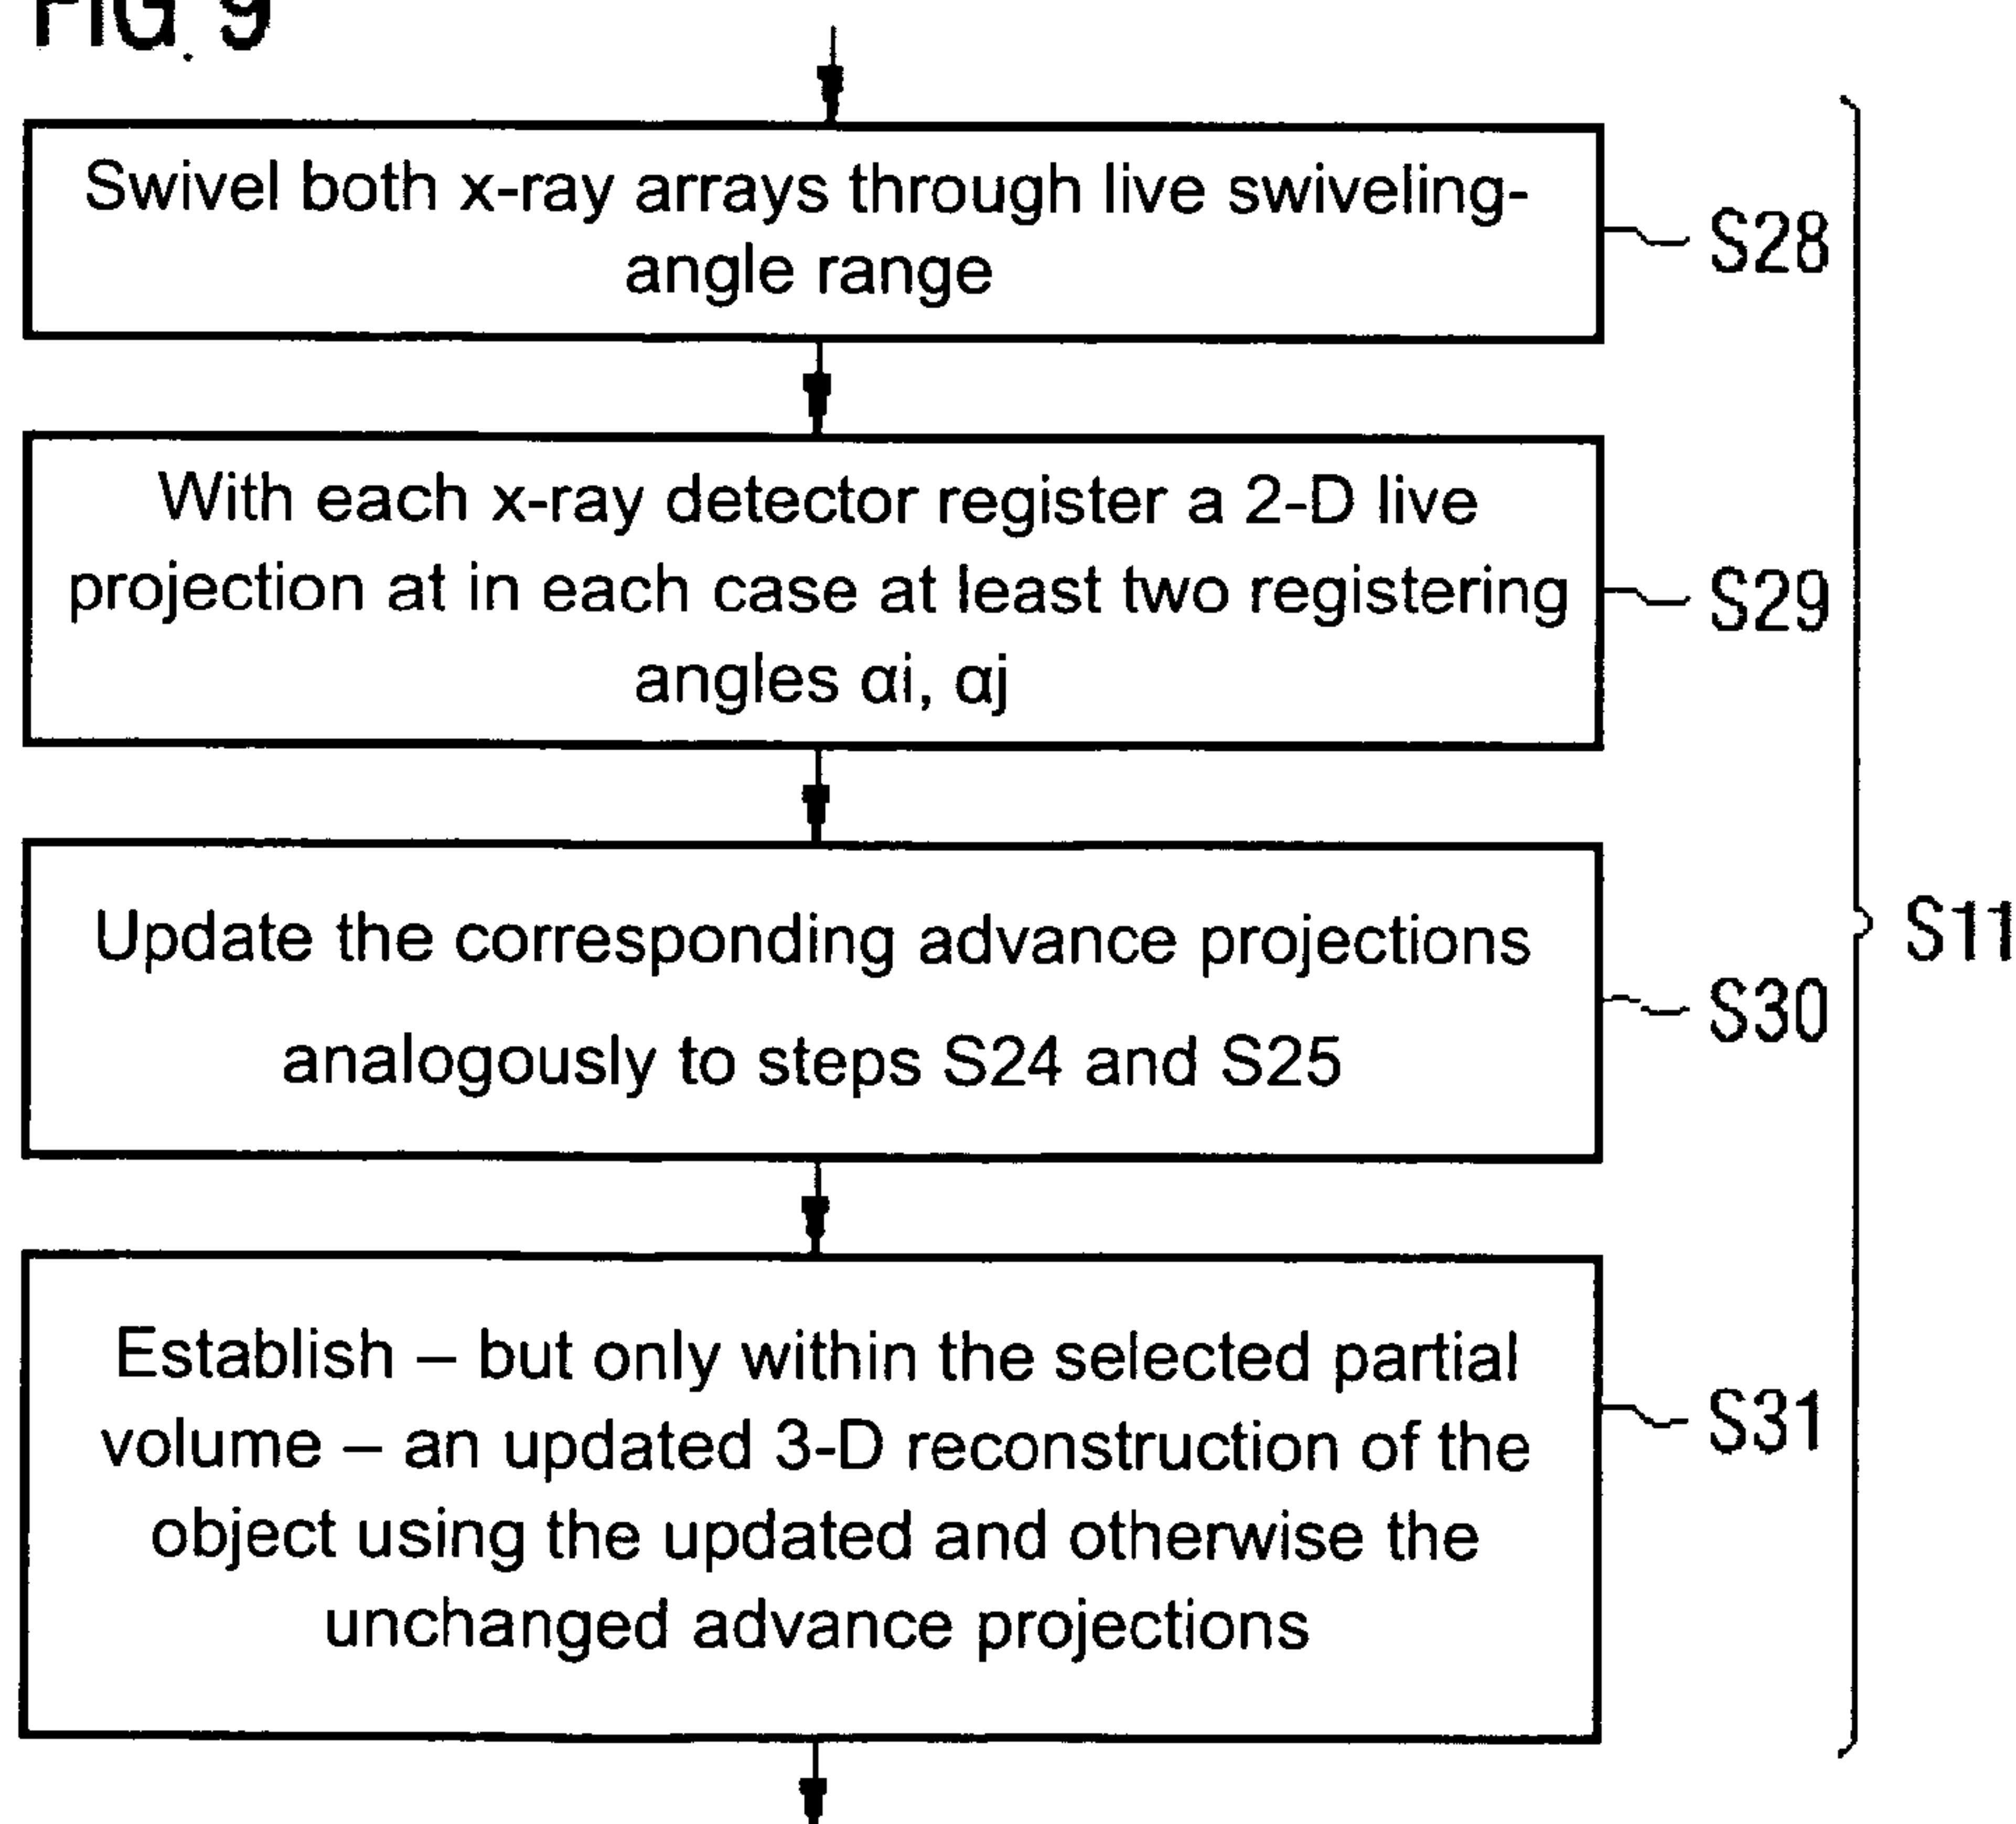 FIG. 9
Swivel both x-ray arrays through live swiveling-
angle range
S28
With each x-ray detector register a 2-D live
projection at in each case at least two registering
angles αi, αj
S29
Update the corresponding advance projections
analogously to steps S24 and S25
S30
S11
Establish – but only within the selected partial
volume – an updated 3-D reconstruction of the
object using the updated and otherwise the
unchanged advance projections
S31